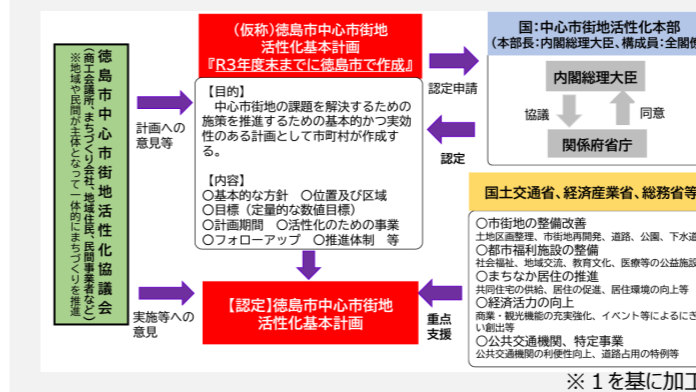 徳島市中心市街地活性化協議会
(商工会議所、まちづくり会社、地域住民、民間事業者など)
※地域や民間が主体となって一体的にまちづくりを推進
計画への
意見等
実施等への
意見
(仮称)徳島市中心市街地
活性化基本計画
『R3年度末までに徳島市で作成』
【目的】
中心市街地の課題を解決するための
施策を推進するための基本的かつ実効
性のある計画として市町村が作成す
る。
【内容】
〇基本的な方針 〇位置及び区域
〇目標(定量的な数値目標)
〇計画期間 〇活性化のための事業
〇フォローアップ 〇推進体制 等
【認定】徳島市中心市街地
活性化基本計画
認定申請
認定
重点
支援
国:中心市街地活性化本部
(本部長:内閣総理大臣、構成員:全閣僚
内閣総理大臣
協議
同意
関係府省庁
国土交通省、経済産業省、総務省等
〇市街地の整備改善
土地区画整理、市街地再開発、道路、公園、下水道
〇都市福利施設の整備
社会福祉、地域交流、教育文化、医療等の公益施設
〇まちなか居住の推進
共同住宅の供給、居住の促進、居住環境の向上等
〇経済活力の向上
商業・観光機能の充実強化、イベント等によるにぎ
い創出等
〇公共交通機関、特定事業
公共交通機関の利便性向上、道路占用の特例等
※1を基に加工